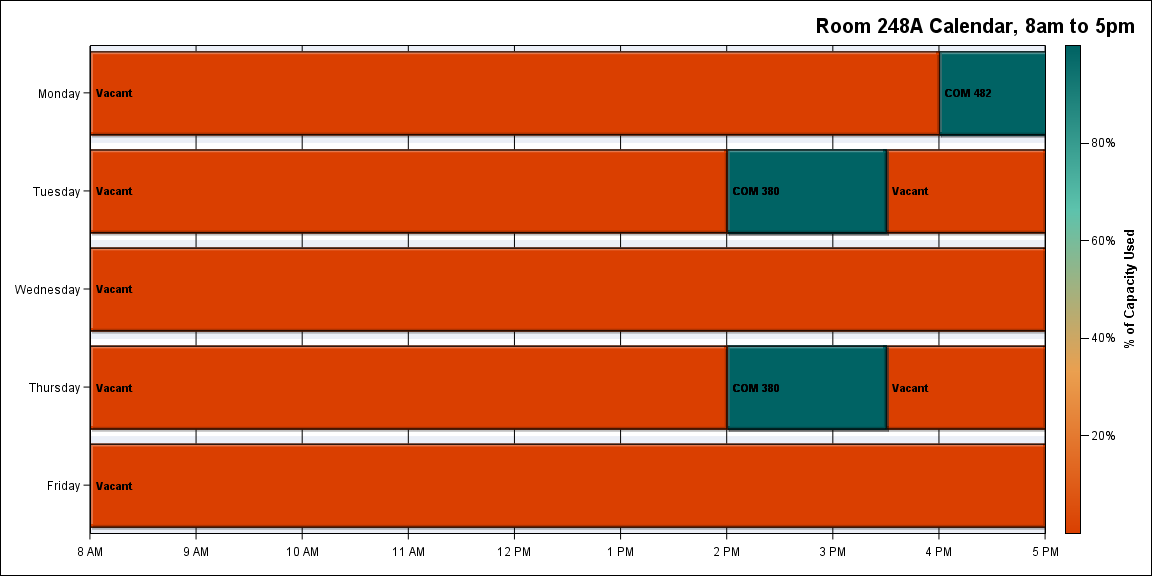 Room 248A Calendar, 8am to 5pm
Monday
Vacant
COM 482
Tuesday
Vacant
COM 380
Vacant
Wednesday
Vacant
Thursday
Vacant
COM 380
Vacant
Friday
Vacant
8 AM
9 AM
10 AM
11 AM
12 PM
1 PM
2 PM
3 PM
4 PM
5 PM
80%
60%
40%
20%
% of Capacity Used